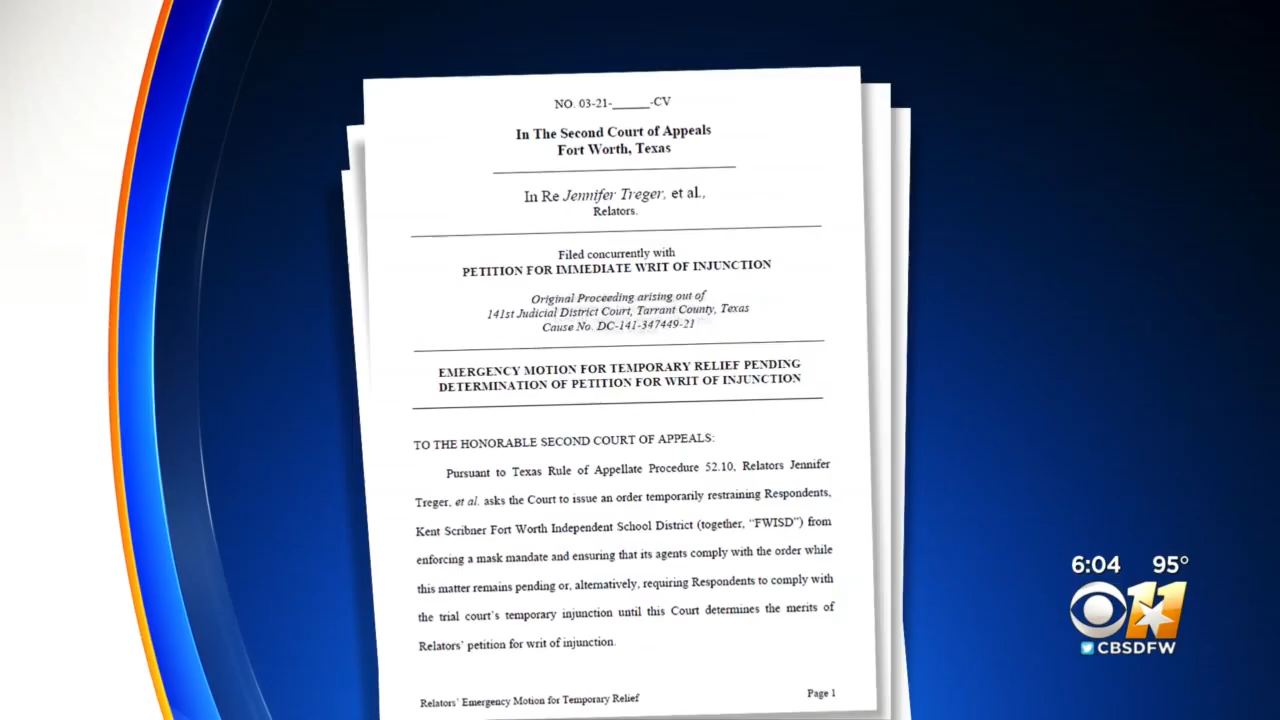 NO. 03-21-______-CV
In The Second Court of Appeals
Fort Worth, Texas
In Re Jennifer Treger, et al.,
Relators.
Filed concurrently with
PETITION FOR IMMEDIATE WRIT OF INJUNCTION
Original Proceeding arising out of
141st Judicial District Court, Tarrant County, Texas
Cause No. DC-141-347449-21
EMERGENCY MOTION FOR TEMPORARY RELIEF PENDING
DETERMINATION OF PETITION FOR WRIT OF INJUNCTION
TO THE HONORABLE SECOND COURT OF APPEALS:
Pursuant to Texas Rule of Appellate Procedure 52.10, Relators Jennifer
Treger, et al. asks the Court to issue an order temporarily restraining Respondents,
Kent Scribner Fort Worth Independent School District (together, “FWISD”) from
enforcing a mask mandate and ensuring that its agents comply with the order while
this matter remains pending or, alternatively, requiring Respondents to comply with
the trial court’s temporary injunction until this Court determines the merits of
Relators’ petition for writ of injunction.
Relators’ Emergency Motion for Temporary Relief
Page 1
6:04 95°
11
CBSDFW